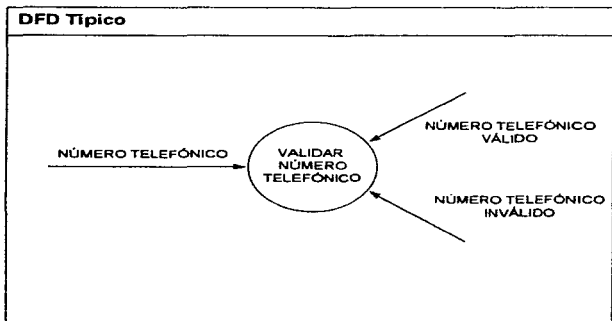 DFD Típico
NÚMERO TELEFÓNICO
VALIDAR
NÚMERO
TELEFÓNICO
NÚMERO TELEFÓNICO
VÁLIDO
NÚMERO TELEFÓNICO
INVÁLIDO